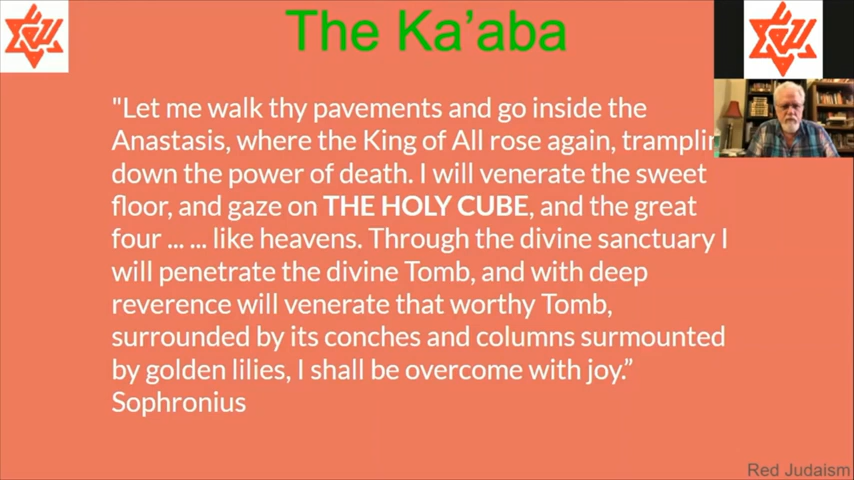 The Ka'aba
"Let me walk thy pavements and go inside the
Anastasis, where the King of All rose again, tramplin
down the power of death. I will venerate the sweet
floor, and gaze on THE HOLY CUBE, and the great
four ... ... like heavens. Through the divine sanctuary I
will penetrate the divine Tomb, and with deep
reverence will venerate that worthy Tomb,
surrounded by its conches and columns surmounted
by golden lilies, I shall be overcome with joy.”
Sophronius
Red Judaism